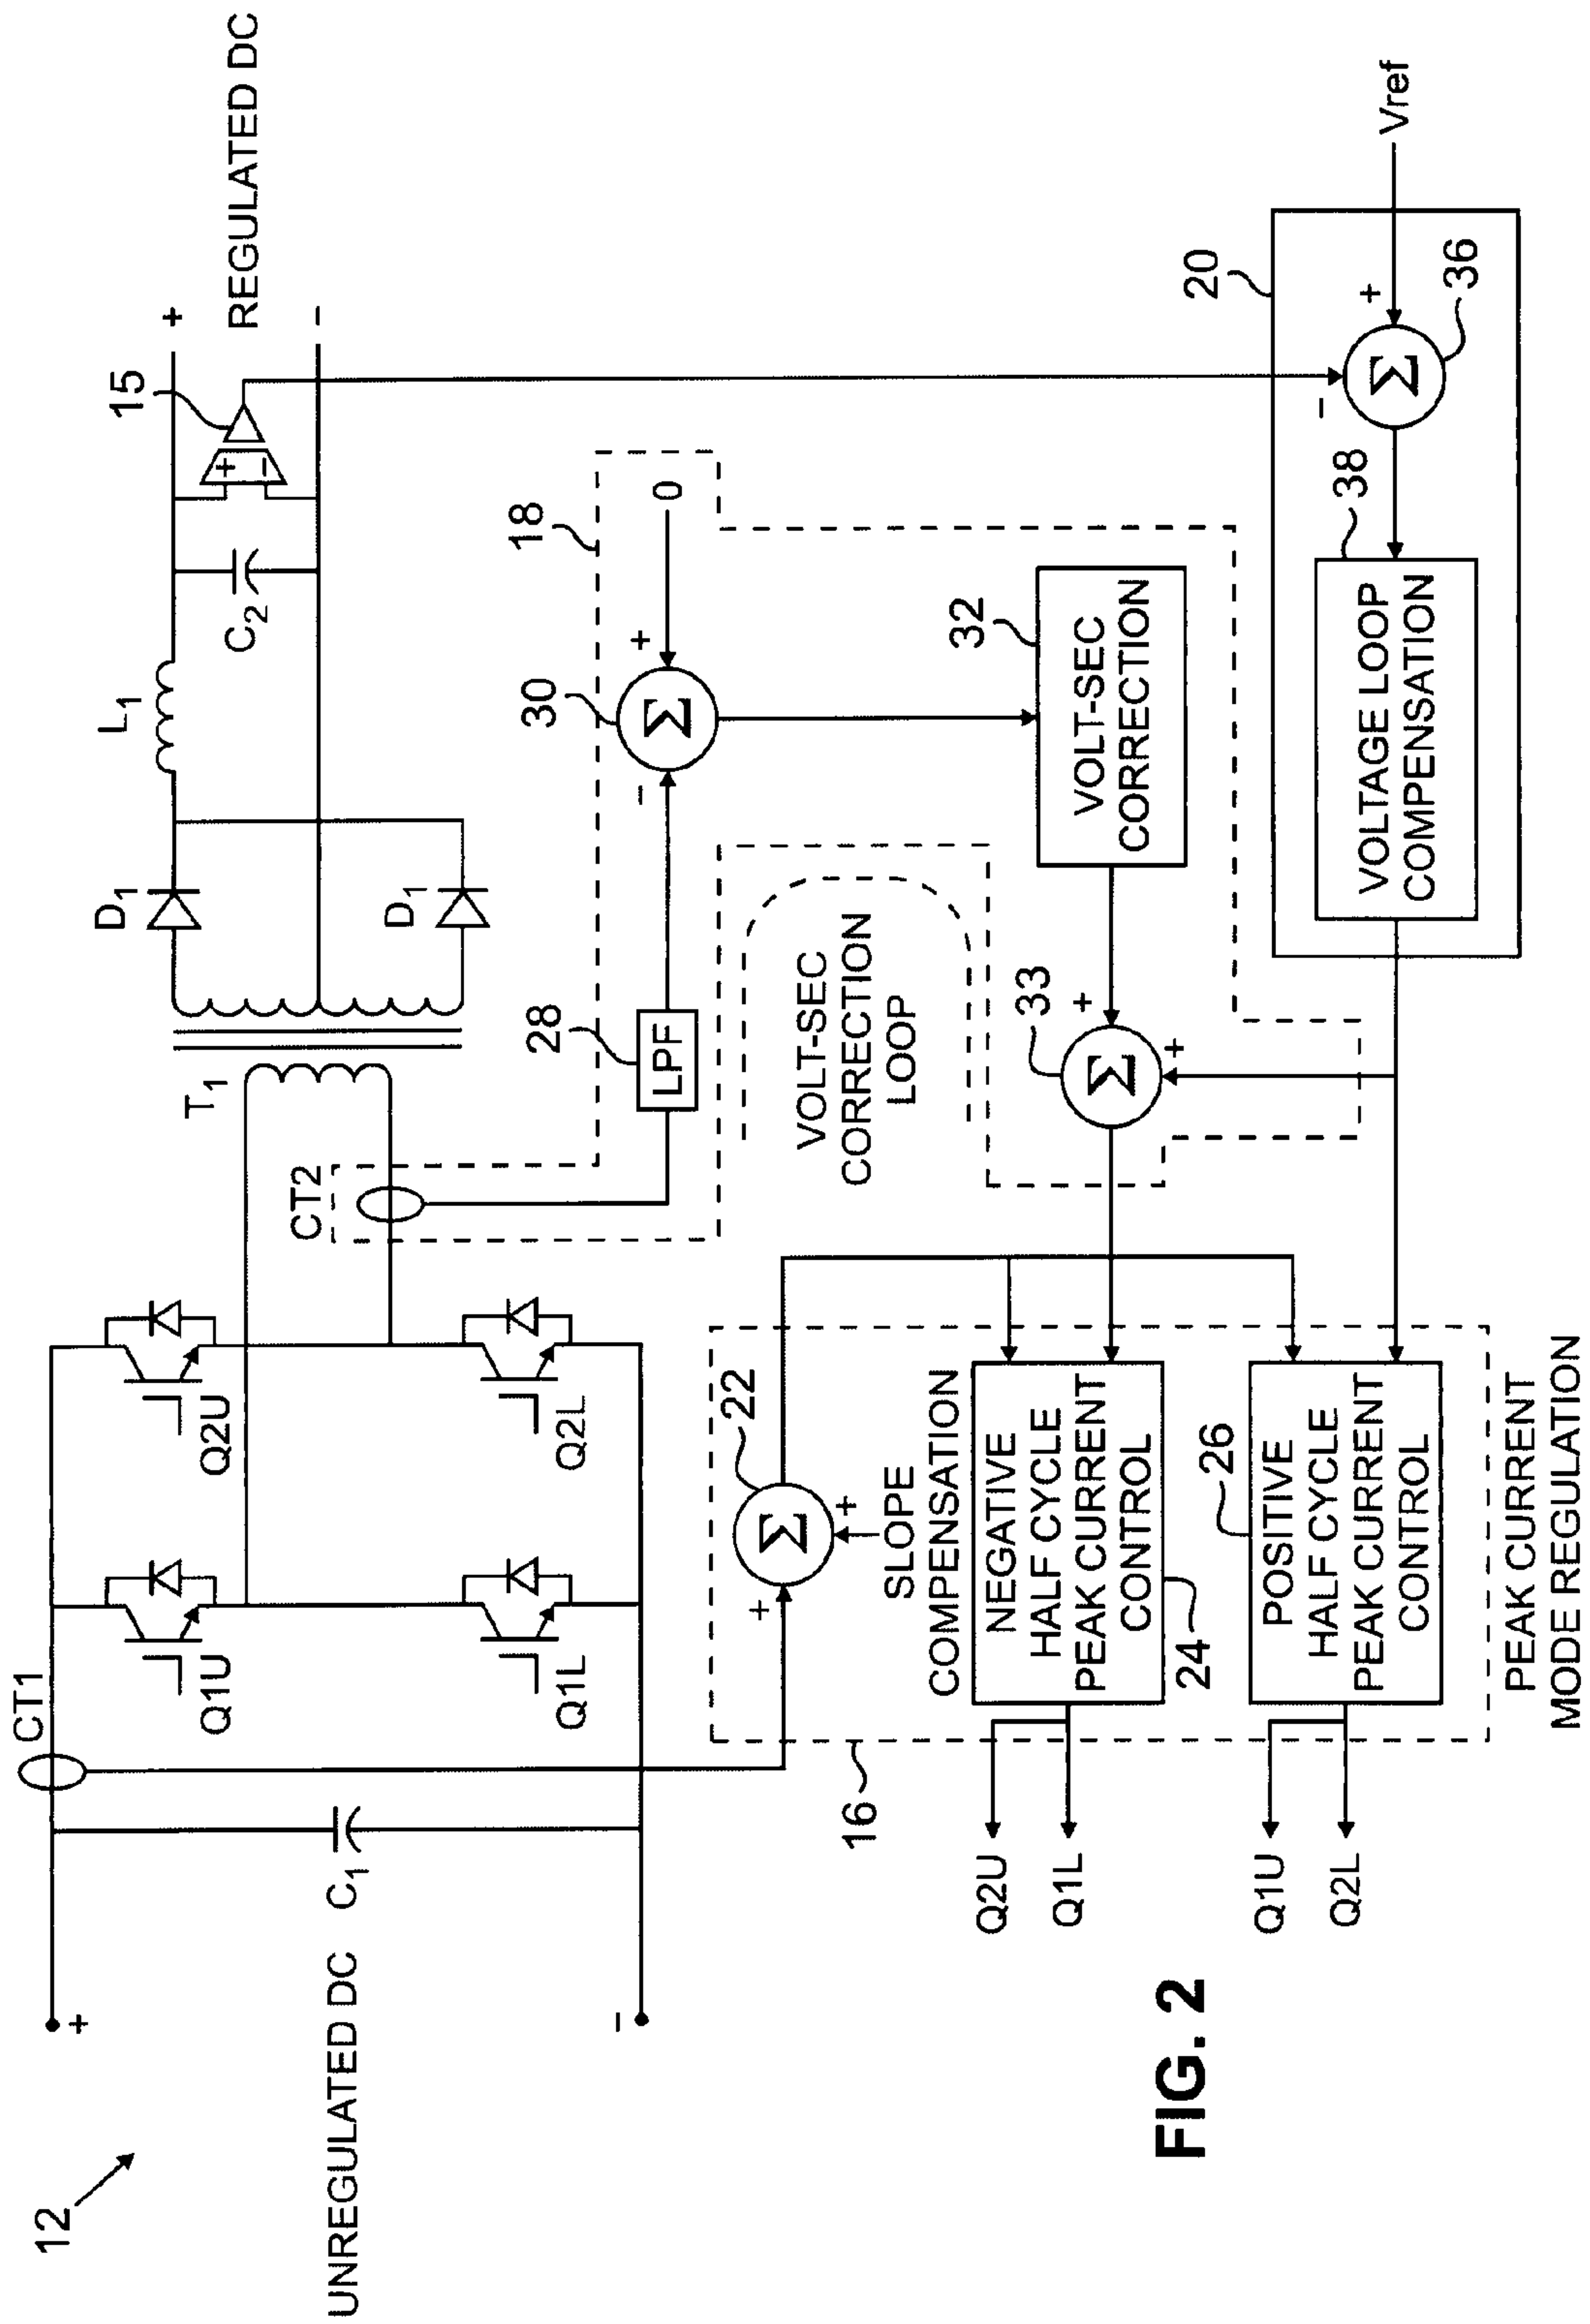 12
UNREGULATED DC
+
-
C1
CT1
Q1U
Q1L
Q2U
Q2L
CT2
T1
D1
D1
L1
C2
15
+
-
+
-
REGULATED DC
18
28
LPF
-
30
Σ
+
0
VOLT-SEC
CORRECTION
LOOP
32
VOLT-SEC
CORRECTION
33
Σ
+
+
16
22
Σ
+
+
SLOPE
COMPENSATION
NEGATIVE
HALF CYCLE
PEAK CURRENT
CONTROL
24
26
POSITIVE
HALF CYCLE
PEAK CURRENT
CONTROL
PEAK CURRENT
MODE REGULATION
Q2U
Q1L
Q1U
Q2L
20
38
VOLTAGE LOOP
COMPENSATION
-
Σ
+
36
Vref
FIG. 2